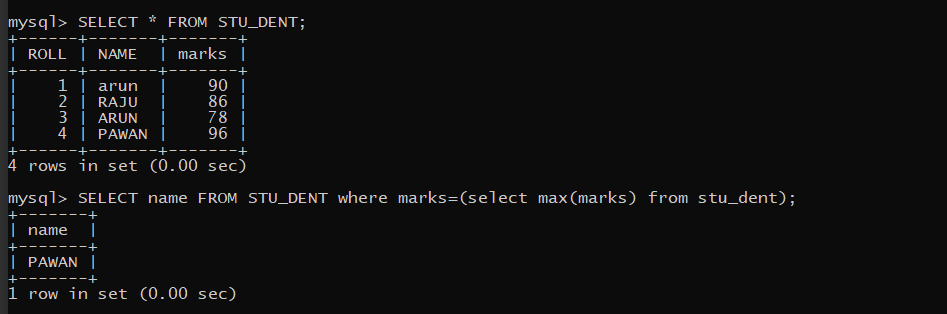 mysql> SELECT * FROM STU_DENT;
+------+-------+-------+
| ROLL | NAME  | marks |
+------+-------+-------+
|    1 | arun  |    90 |
|    2 | RAJU  |    86 |
|    3 | ARUN  |    78 |
|    4 | PAWAN |    96 |
+------+-------+-------+
4 rows in set (0.00 sec)

mysql> SELECT name FROM STU_DENT where marks=(select max(marks) from stu_dent);
+-------+
| name  |
+-------+
| PAWAN |
+-------+
1 row in set (0.00 sec)